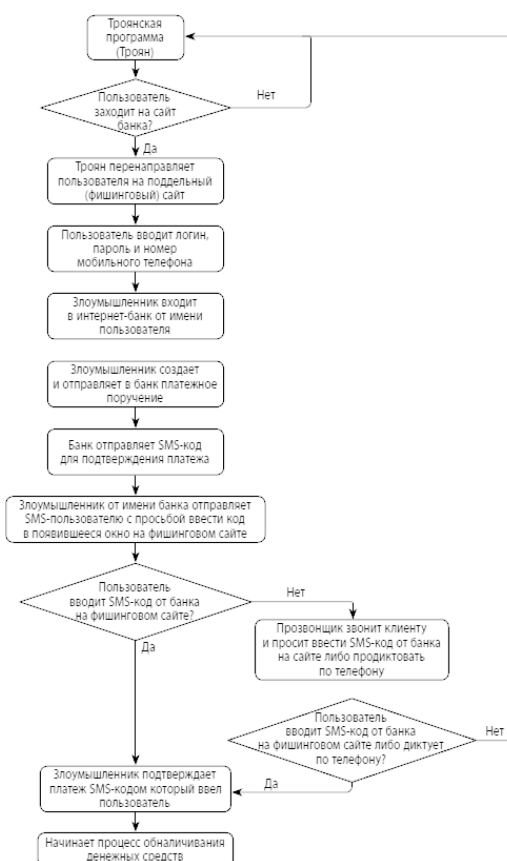 Троянская
программа
(Троян)
Пользователь
заходит на сайт
банка?
Нет
Да
Троян перенаправляет
пользователя на поддельный
(фишинговый) сайт
Пользователь вводит логин,
пароль и номер
мобильного телефона
Злоумышленник входит
в интернет-банк от имени
пользователя
Злоумышленник создает
и отправляет в банк платежное
поручение
Банк отправляет SMS-код
для подтверждения платежа
Злоумышленник от имени банка отправляет
SMS-пользователю с просьбой ввести код
в появившееся окно на фишинговом сайте
Пользователь
вводит SMS-код от банка
на фишинговом сайте?
Нет
Да
Прозвонщик звонит клиенту
и просит ввести SMS-код от банка
на сайте либо продиктовать
по телефону
Пользователь
вводит SMS-код от банка
на фишинговом сайте либо диктует
по телефону?
Нет
Да
Злоумышленник подтверждает
платеж SMS-кодом который ввел
пользователь
Начинает процесс обналичивания
денежных средств